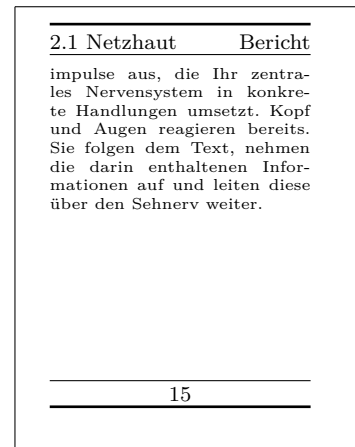 2.1 Netzhaut Bericht
impulse aus, die Ihr zentra-
les Nervensystem in konkre-
te Handlungen umsetzt. Kopf
und Augen reagieren bereits.
Sie folgen dem Text, nehmen
die darin enthaltenen Infor-
mationen auf und leiten diese
über den Sehnerv weiter.
15